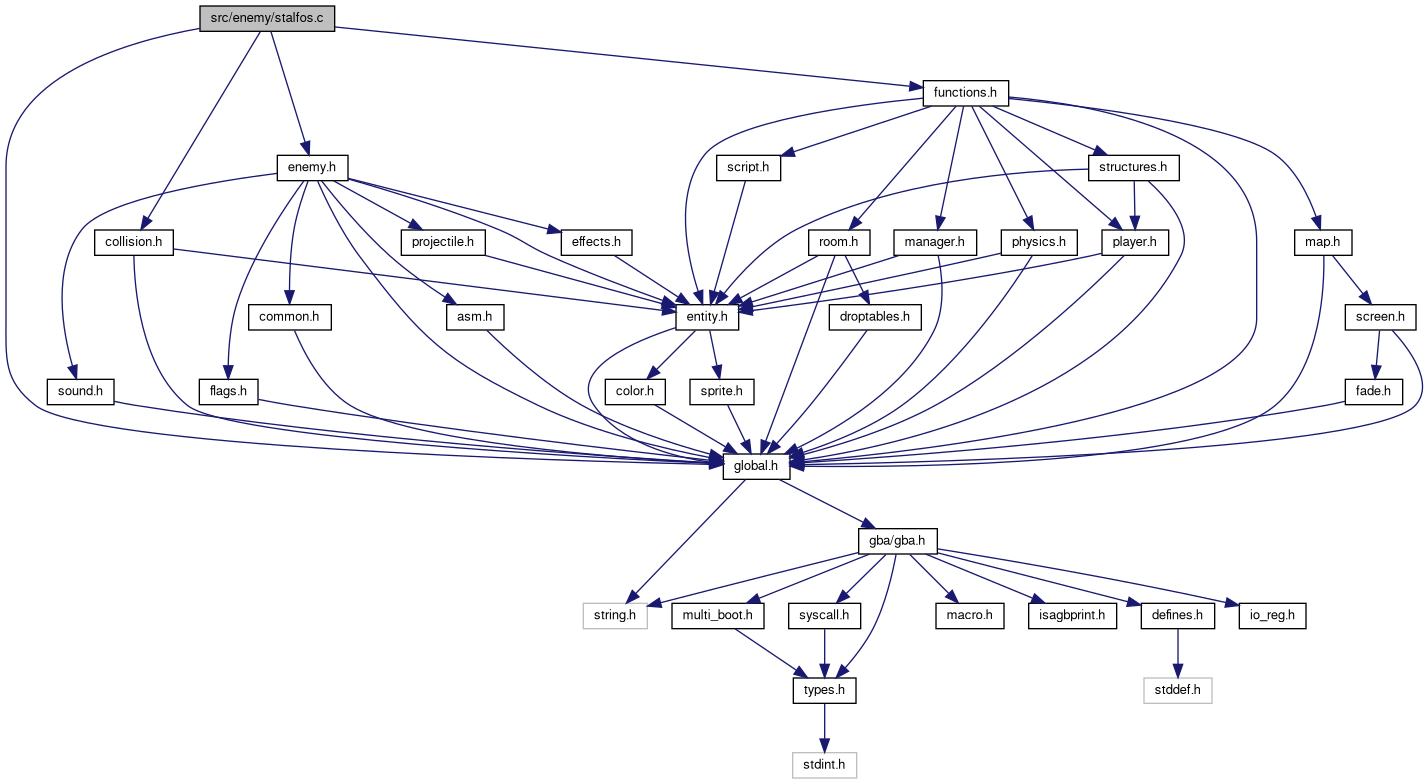 src/enemy/stalfos.c
functions.h
enemy.h
script.h
structures.h
collision.h
projectile.h
effects.h
room.h
manager.h
physics.h
player.h
map.h
common.h
asm.h
entity.h
droptables.h
screen.h
sound.h
flags.h
color.h
sprite.h
fade.h
global.h
gba/gba.h
string.h
multi_boot.h
syscall.h
macro.h
isagbprint.h
defines.h
io_reg.h
types.h
stddef.h
stdint.h